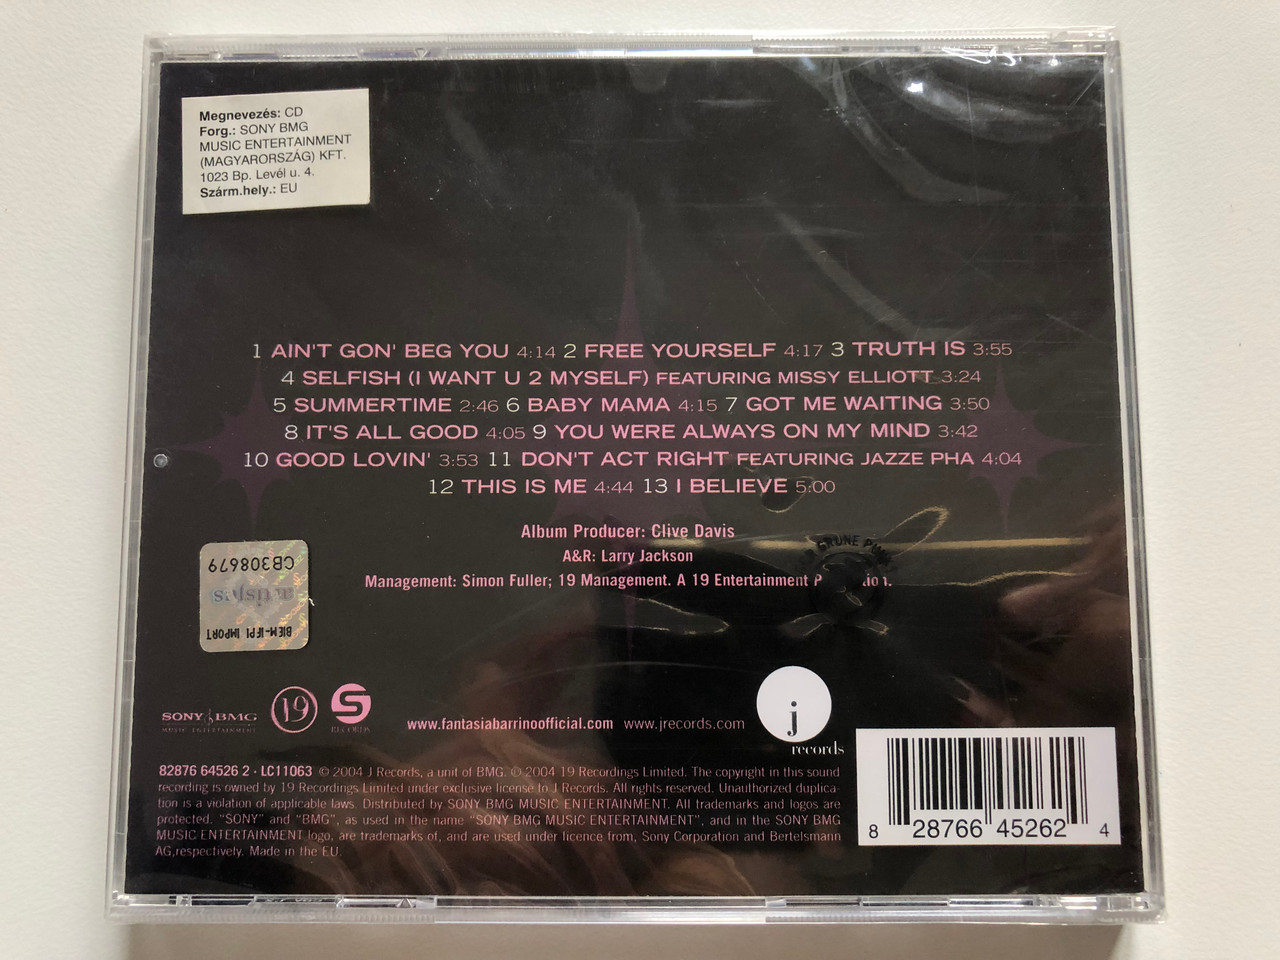 Megnevezés: CD
Forg.: SONY BMG
MUSIC ENTERTAINMENT
(MAGYARORSZÁG) KFT.
1023 Bp. Levél u. 4.
Szárm.hely.: EU
1 AIN'T GON' BEG YOU 4:14 2 FREE YOURSELF 4:17 3 TRUTH IS 3:55
4 SELFISH (I WANT U 2 MYSELF) FEATURING MISSY ELLIOTT 3:24
5 SUMMERTIME 2:46 6 BABY MAMA 4:15 7 GOT ME WAITING 3:50
8 IT'S ALL GOOD 4:05 9 YOU WERE ALWAYS ON MY MIND 3:42
10 GOOD LOVIN' 3:53 11 DON'T ACT RIGHT FEATURING JAZZE PHA 4:04
12 THIS IS ME 4:44 13 I BELIEVE 5:00
Album Producer: Clive Davis
A&R: Larry Jackson
Management: Simon Fuller; 19 Management. A 19 Entertainment
GRÜNE
CB308679
artisjus
BIEM-IFPI IMPORT
SONY BMG
MUSIC ENTERTAINMENT
19
S
RECORDS
www.fantasiabarrinoofficial.com www.jrecords.com
j
records
82876 64526 2 · LC11063 ℗ 2004 J Records, a unit of BMG. © 2004 19 Recordings Limited. The copyright in this sound
recording is owned by 19 Recordings Limited under exclusive license to J Records. All rights reserved. Unauthorized duplica-
tion is a violation of applicable laws. Distributed by SONY BMG MUSIC ENTERTAINMENT. All trademarks and logos are
protected. "SONY" and "BMG", as used in the name "SONY BMG MUSIC ENTERTAINMENT", and in the SONY BMG
MUSIC ENTERTAINMENT logo, are trademarks of, and are used under licence from, Sony Corporation and Bertelsmann
AG,respectively. Made in the EU.
8 28766 45262 4